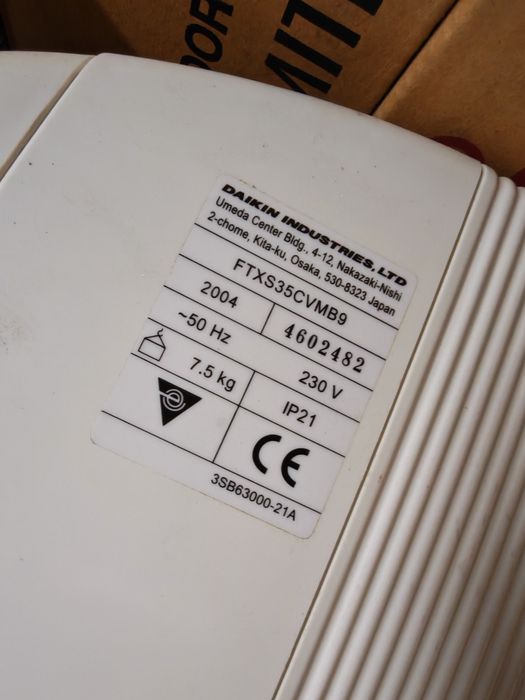 MITE
DAIKIN INDUSTRIES, LTD
Umeda Center Bldg., 4-12, Nakazaki-Nishi
2-chome, Kita-ku, Osaka, 530-8323 Japan
FTXS35CVMB9
2004 4602482
~50 Hz 230 V
7.5 kg IP21
e CE
3SB63000-21A